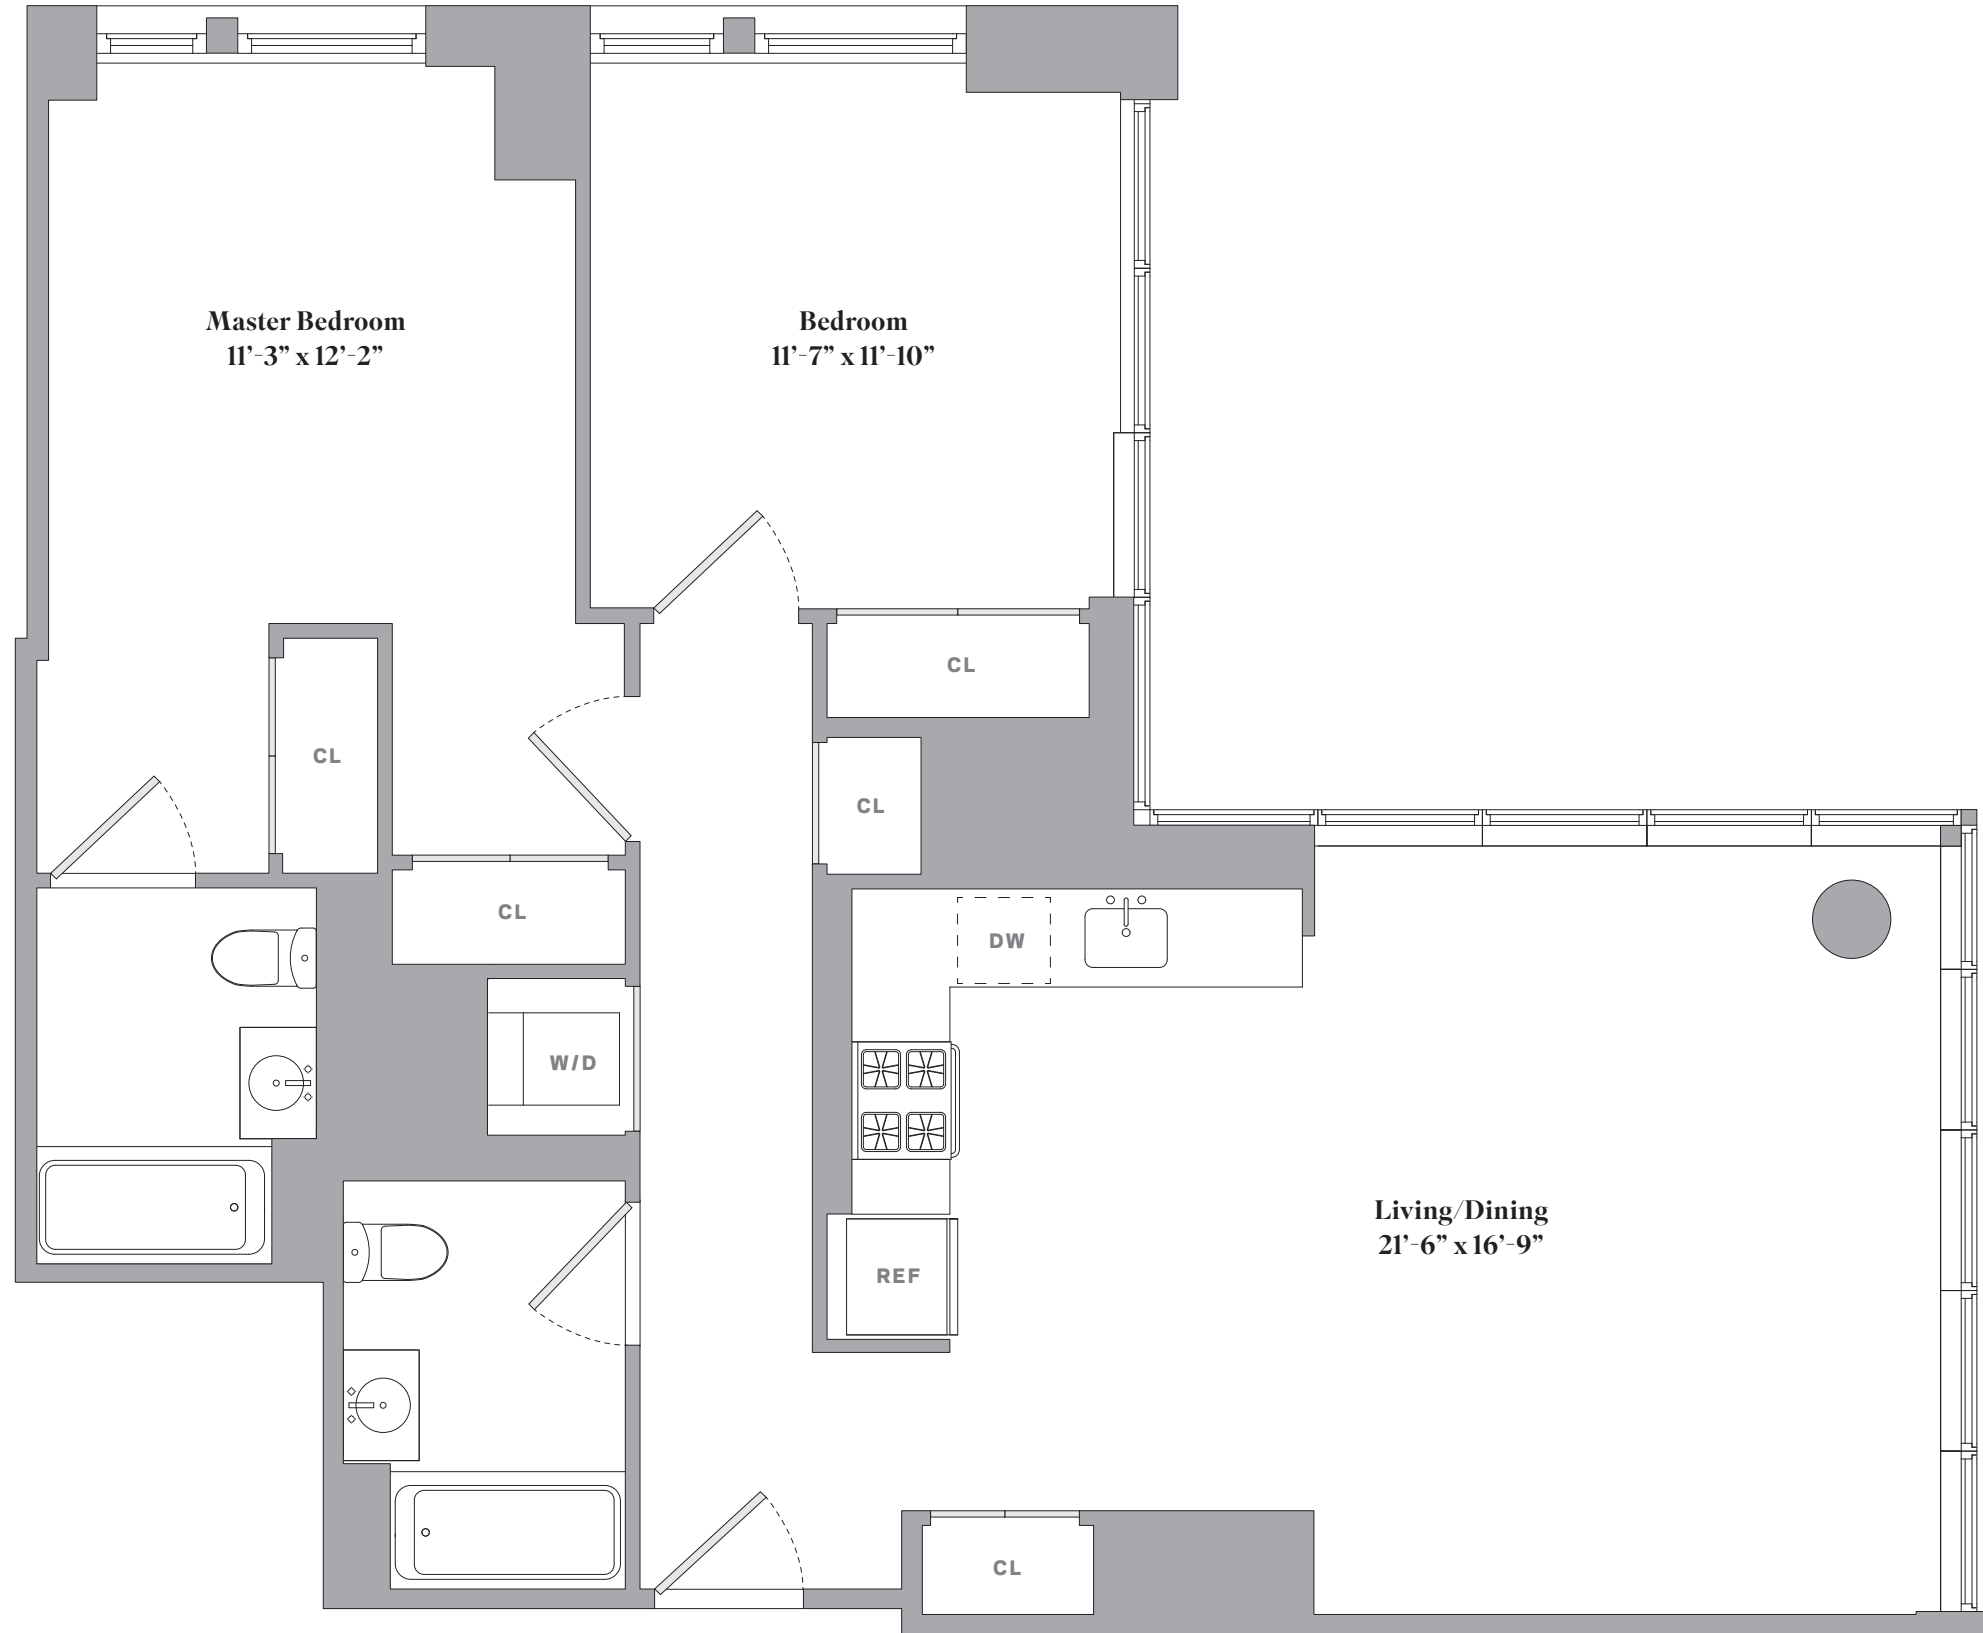 Master Bedroom
11’-3” x 12’-2”
Bedroom
11’-7” x 11’-10”
CL
CL
CL
CL
DW
W/D
Living/Dining
21’-6” x 16’-9”
REF
CL